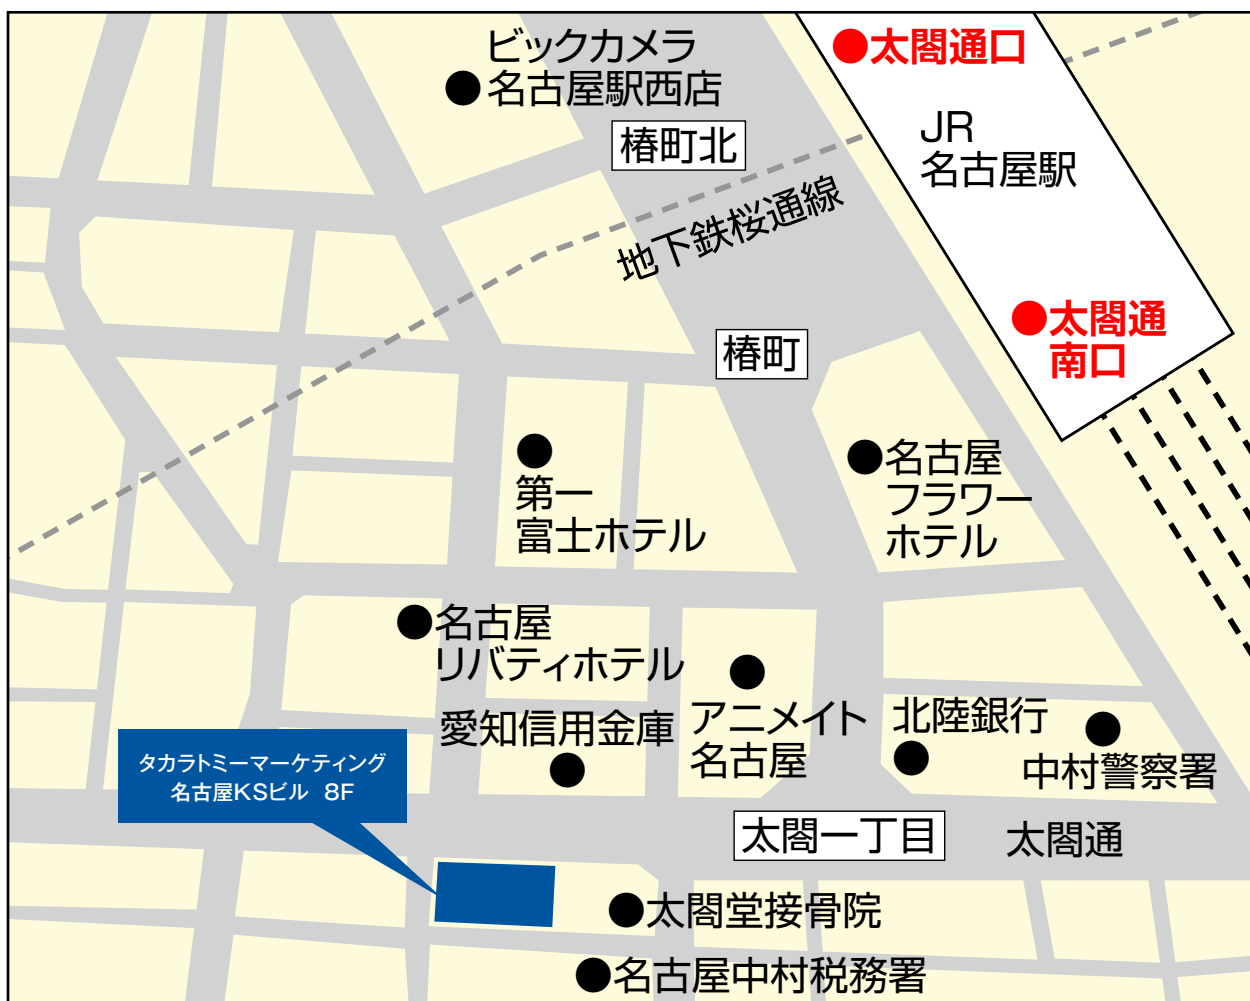 ビックカメラ
名古屋駅西店
太閤通口
椿町北
JR
名古屋駅
地下鉄桜通線
太閤通
南口
椿町
第一
富士ホテル
名古屋
フラワー
ホテル
名古屋
リバティホテル
愛知信用金庫
アニメイト
名古屋
北陸銀行
中村警察署
タカラトミーマーケティング
名古屋KSビル 8F
太閤一丁目
太閤通
太閤堂接骨院
名古屋中村税務署